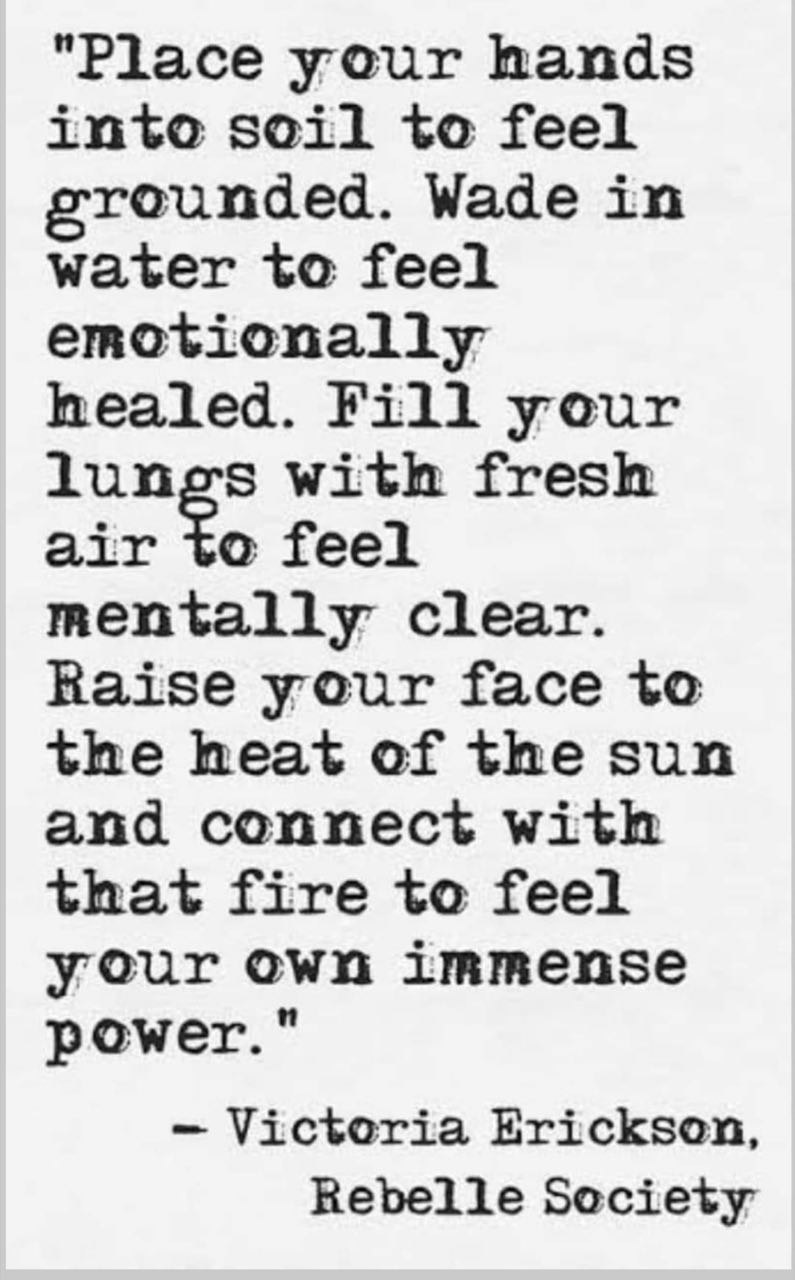 "Place your hands
into soil to feel
grounded. Wade in
water to feel
emotionally
healed. Fill your
lungs with fresh
air to feel
mentally clear.
Raise your face to
the heat of the sun
and connect with
that fire to feel
your own immense
power."
— Victoria Erickson,
Rebelle Society